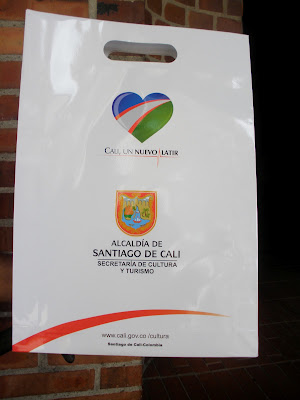 CALI, UN NUEVO LATIR
ALCALDÍA DE
SANTIAGO DE CALI
SECRETARÍA DE CULTURA
Y TURISMO
www.cali.gov.co /cultura
Santiago de Cali-Colombia